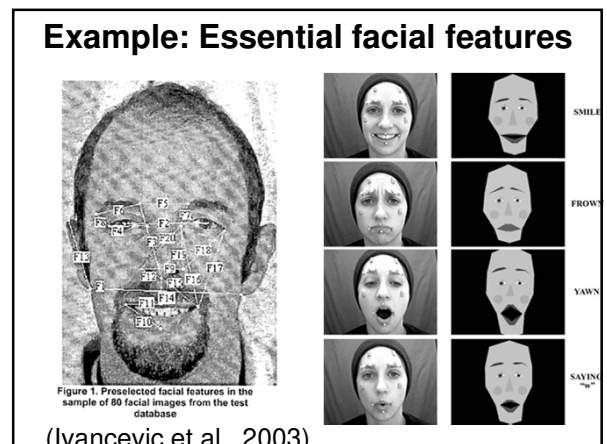 Example: Essential facial features
F5
F6
F7
F8
F2
F4
F20
F3
F19
F18
F13
F9
F17
F12
F16
F1
F15
F14
F11
F10
SMILE
FROWN
YAWN
SAYING
"w"
Figure 1. Preselected facial features in the
sample of 80 facial images from the test
database
(Ivancevic et al., 2003)